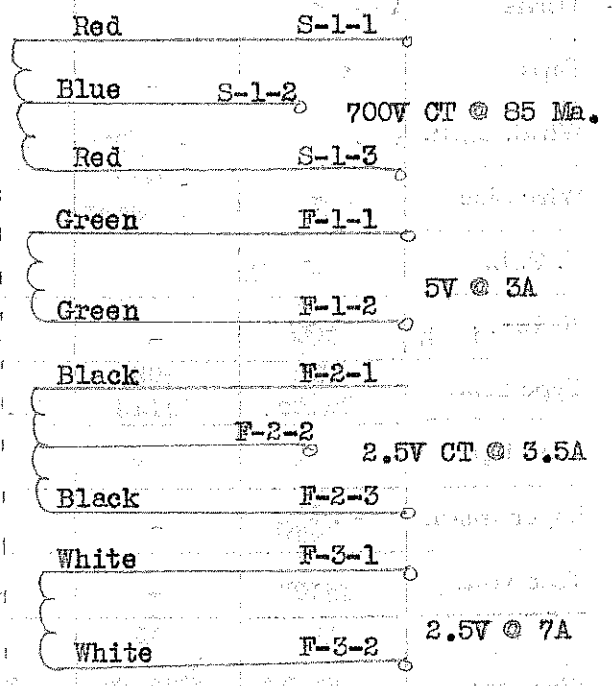 Red S-1-1
Blue S-1-2
700V CT @ 85 Ma.
Red S-1-3
Green F-1-1
5V @ 3A
Green F-1-2
Black F-2-1
F-2-2
2.5V CT @ 3.5A
Black F-2-3
White F-3-1
2.5V @ 7A
White F-3-2